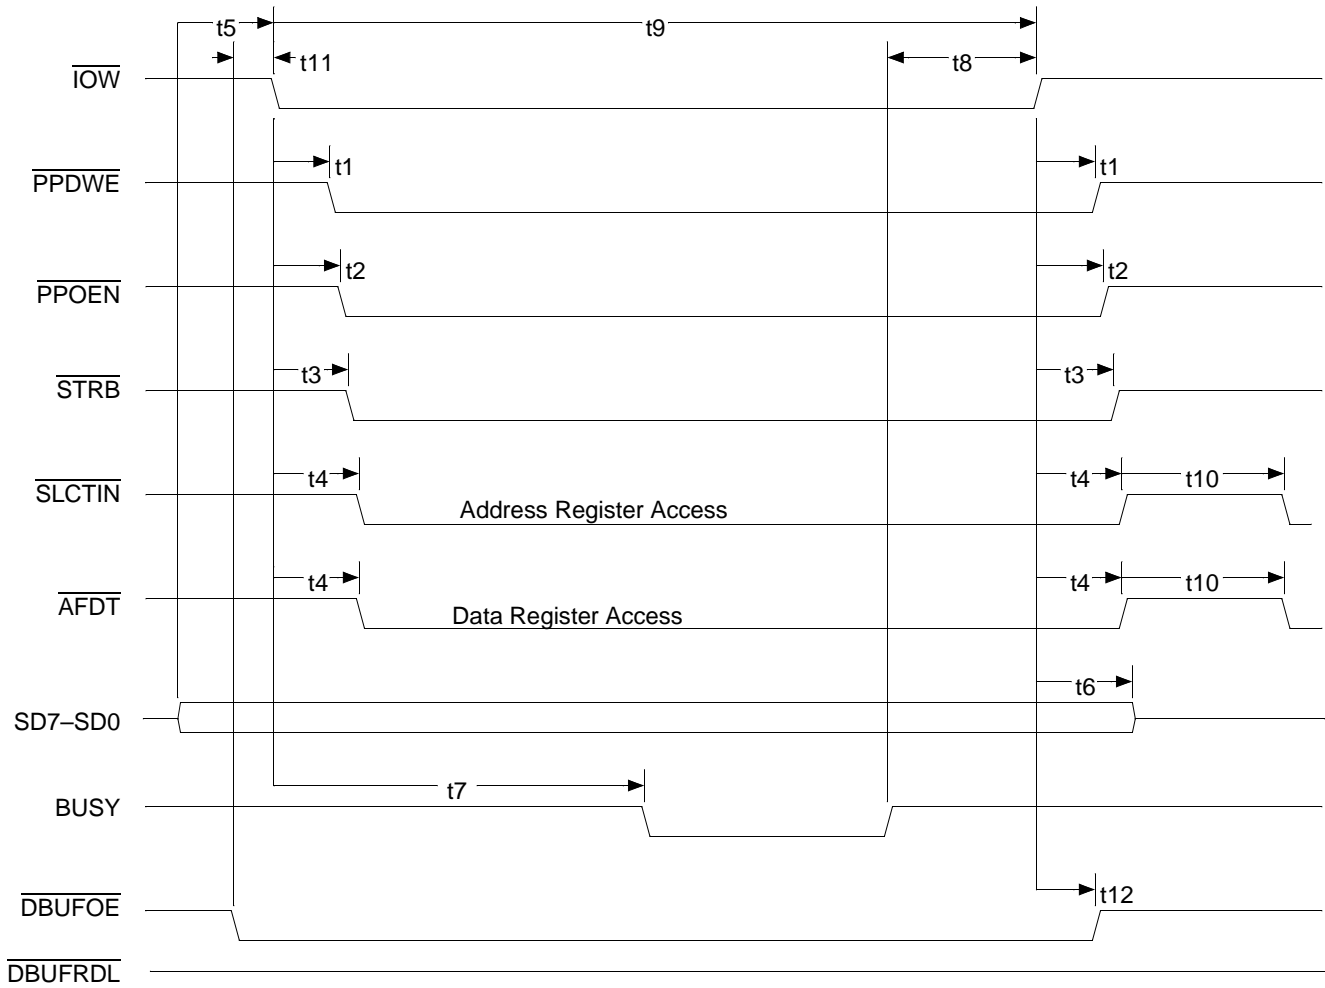 t5
t9
t11
t8
IOW
t1
t1
PPDWE
t2
t2
PPOEN
t3
t3
STRB
t4
t4
t10
SLCTIN
Address Register Access
t4
t4
t10
AFDT
Data Register Access
t6
SD7–SD0
t7
BUSY
t12
DBUFOE
DBUFRDL